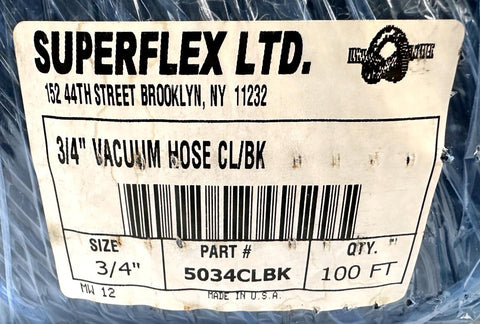 SUPERFLEX LTD.
152 44TH STREET BROOKLYN, NY 11232
3/4" VACUUM HOSE CL/BK
SIZE
3/4"
PART #
5034CLBK
QTY.
100 FT
MW 12
MADE IN U.S.A.